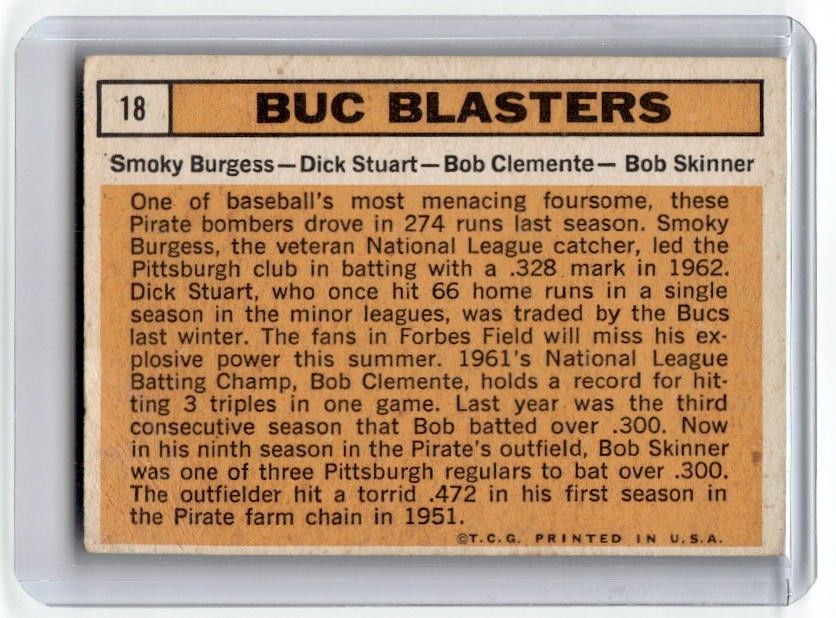 18 BUC BLASTERS
Smoky Burgess—Dick Stuart—Bob Clemente— Bob Skinner
One of baseball's most menacing foursome, these
Pirate bombers drove in 274 runs last season. Smoky
Burgess, the veteran National League catcher, led the
Pittsburgh club in batting with a .328 mark in 1962.
Dick Stuart, who once hit 66 home runs in a single
season in the minor leagues, was traded by the Bucs
last winter. The fans in Forbes Field will miss his ex-
plosive power this summer. 1961's National League
Batting Champ, Bob Clemente, holds a record for hit-
ting 3 triples in one game. Last year was the third
consecutive season that Bob batted over .300. Now
in his ninth season in the Pirate's outfield, Bob Skinner
was one of three Pittsburgh regulars to bat over .300.
The outfielder hit a torrid .472 in his first season in
the Pirate farm chain in 1951.
©T.C.G. PRINTED IN U.S.A.